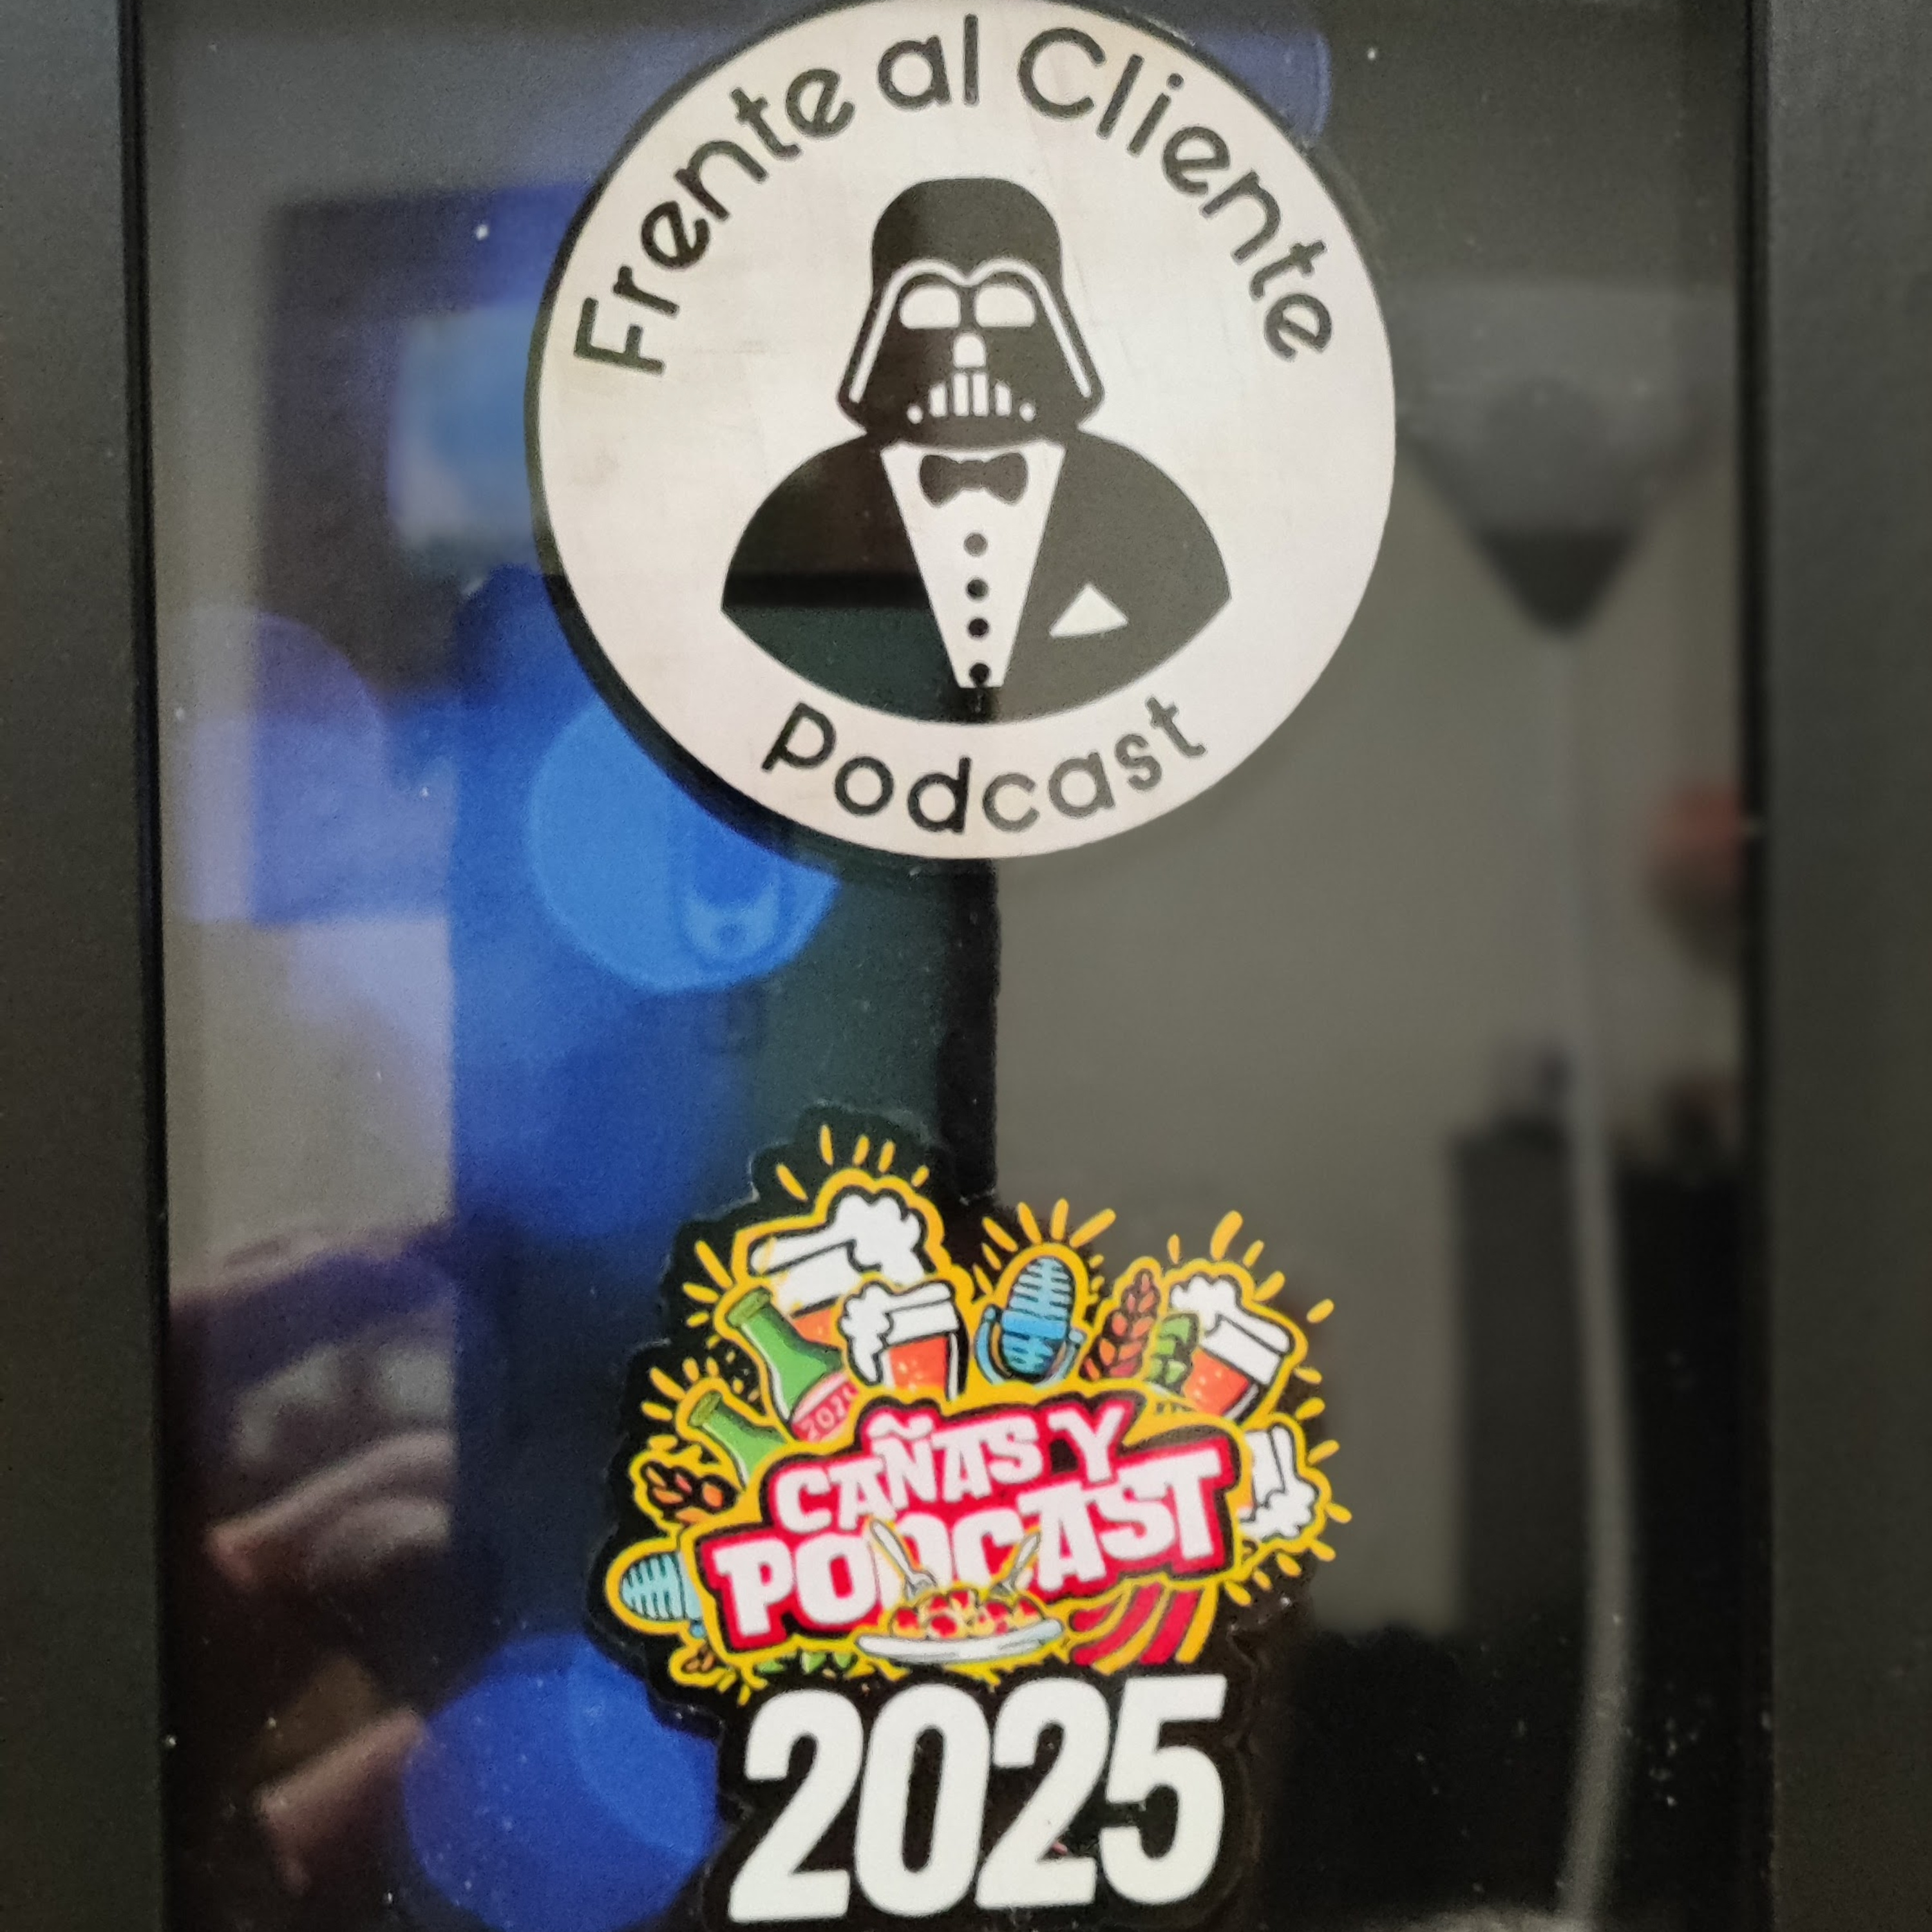 Frente al Cliente
Podcast
CAÑAS Y
PODCAST
2025